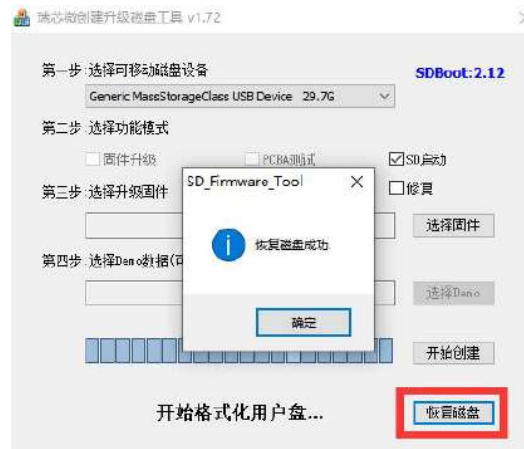 瑞芯微创建升级磁盘工具 v1.72
第一步:选择可移动磁盘设备
SDBoot:2.12
Generic MassStorageClass USB Device 29.7G
第二步:选择功能模式
固件升级
PCBA测试
SD启动
第三步:选择升级固件
修复
选择固件
SD_Firmware_Tool
恢复磁盘成功
确定
第四步:选择Demo数据(可
选择Demo
开始创建
开始格式化用户盘...
恢复磁盘